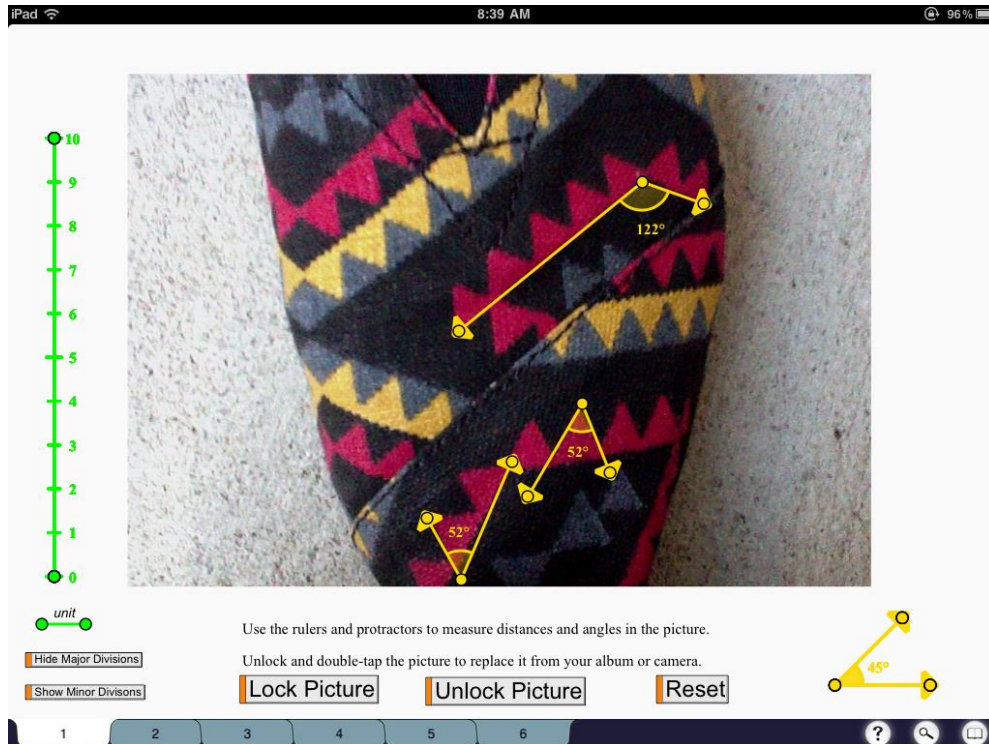 iPad 8:39 AM 96%
10
9
8
7
6
5
4
3
2
1
0
122°
52°
52°
unit
Hide Major Divisions
Show Minor Divisons
Use the rulers and protractors to measure distances and angles in the picture.
Unlock and double-tap the picture to replace it from your album or camera.
Lock Picture Unlock Picture Reset
45°
1 2 3 4 5 6 ?